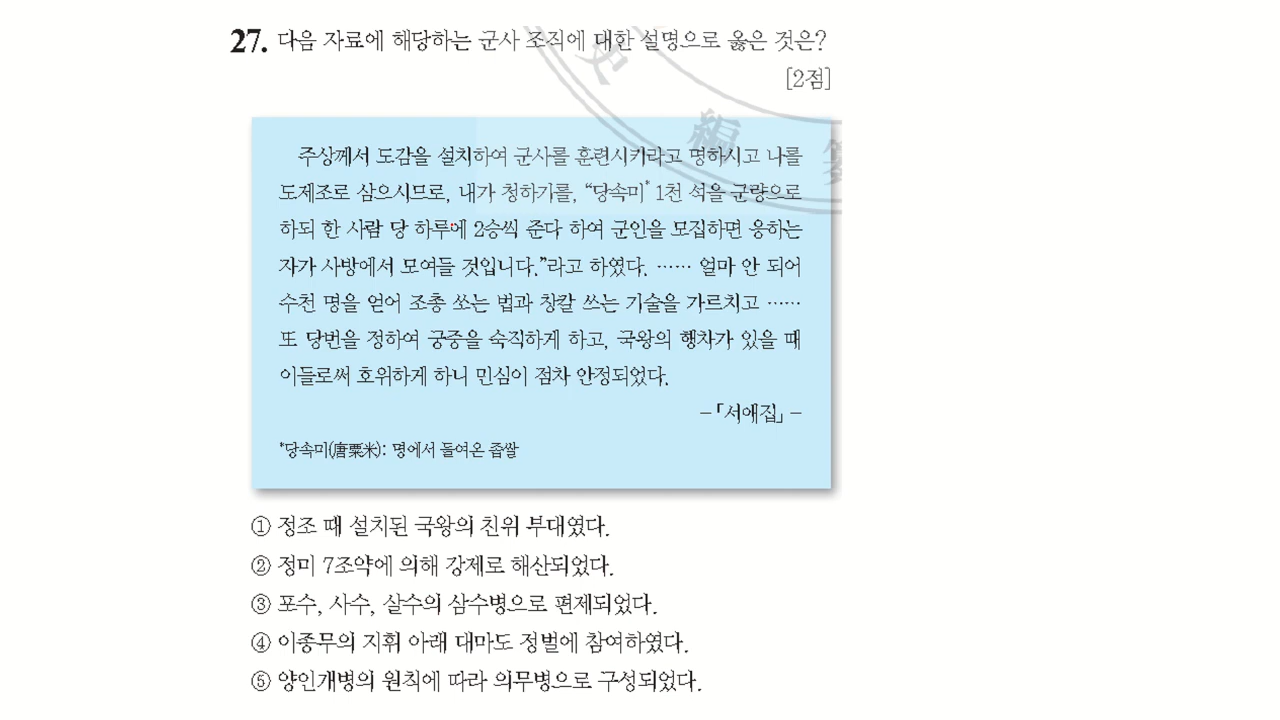 27. 다음 자료에 해당하는 군사 조직에 대한 설명으로 옳은 것은?
[2점]
주상께서 도감을 설치하여 군사를 훈련시키라고 명하시고 나를
도제조로 삼으시므로, 내가 청하기를, “당속미* 1천 석을 군량으로
하되 한 사람 당 하루에 2승씩 준다 하여 군인을 모집하면 응하는
자가 사방에서 모여들 것입니다.”라고 하였다. …… 얼마 안 되어
수천 명을 얻어 조총 쏘는 법과 창칼 쓰는 기술을 가르치고 ……
또 당번을 정하여 궁중을 숙직하게 하고, 국왕의 행차가 있을 때
이들로써 호위하게 하니 민심이 점차 안정되었다.
－「서애집」－
*당속미(唐粟米): 명에서 들여온 좁쌀
① 정조 때 설치된 국왕의 친위 부대였다.
② 정미 7조약에 의해 강제로 해산되었다.
③ 포수, 사수, 살수의 삼수병으로 편제되었다.
④ 이종무의 지휘 아래 대마도 정벌에 참여하였다.
⑤ 양인개병의 원칙에 따라 의무병으로 구성되었다.
史
編
纂